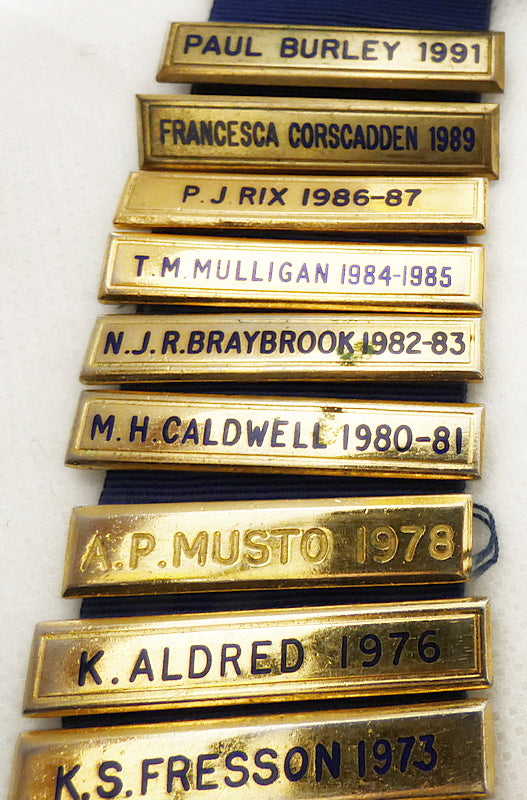 PAUL BURLEY 1991
FRANCESCA CORSCADDEN 1989
P.J RIX 1986-87
T.M.MULLIGAN 1984-1985
N.J.R.BRAYBROOK 1982-83
M.H.CALDWELL 1980-81
A.P.MUSTO 1978
K.ALDRED 1976
K.S.FRESSON 1973